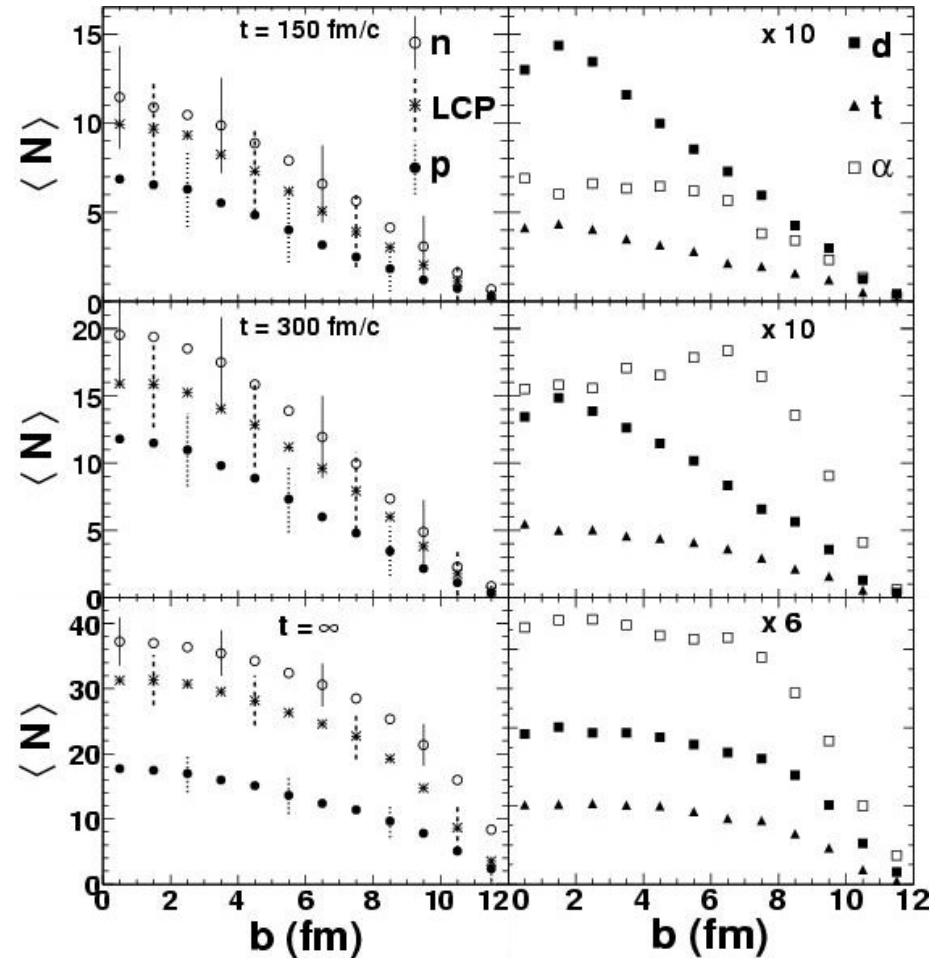 t = 150 fm/c
n
LCP
p
x 10
d
t
α
⟨ N ⟩
15
10
5
0
t = 300 fm/c
x 10
⟨ N ⟩
20
15
10
5
0
t = ∞
x 6
⟨ N ⟩
40
30
20
10
0
0 2 4 6 8 10 12
0 2 4 6 8 10 12
b (fm)
b (fm)